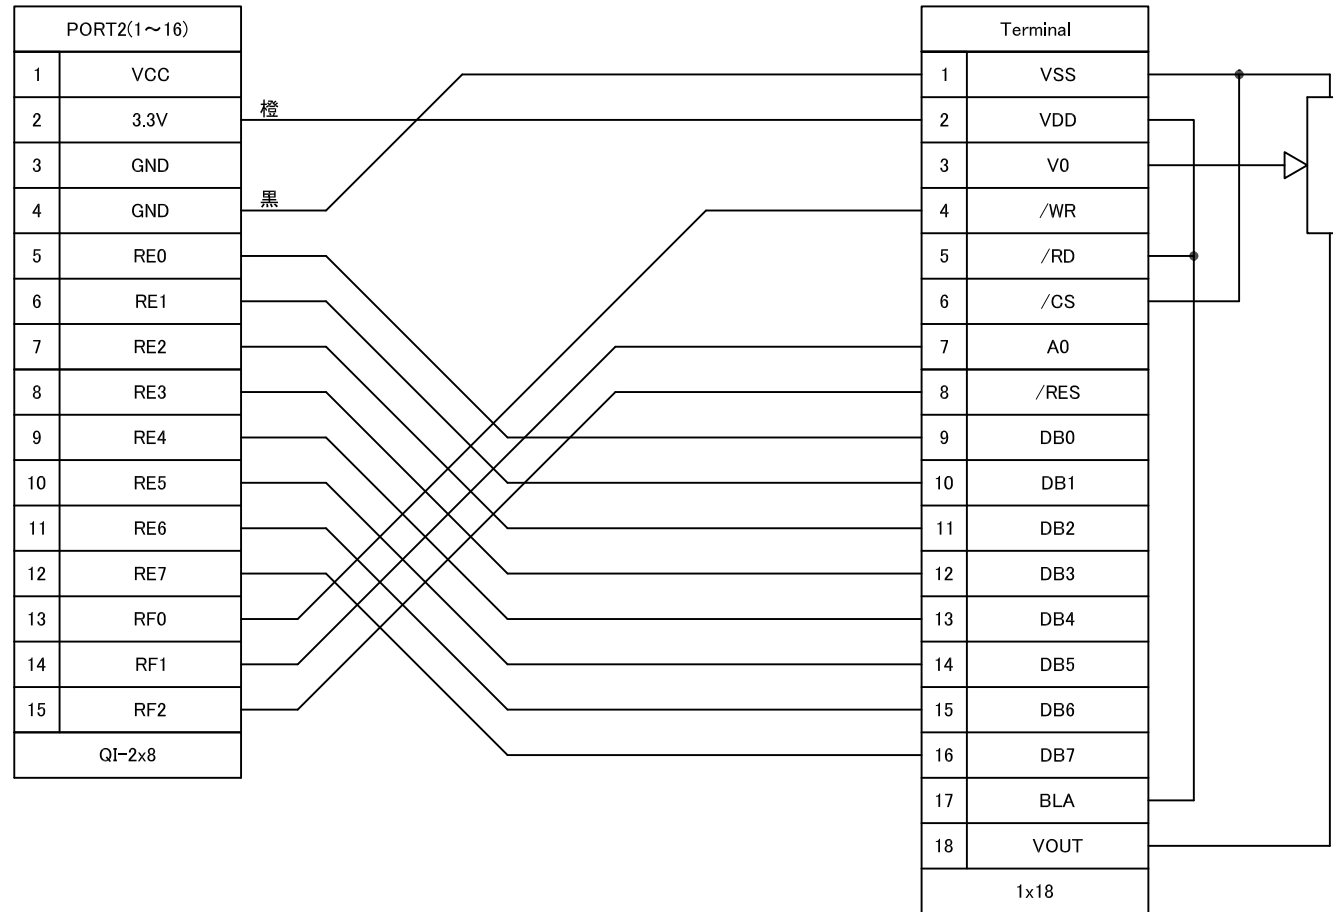 PORT2(1～16)
1 VCC
2 3.3V
3 GND
4 GND
5 RE0
6 RE1
7 RE2
8 RE3
9 RE4
10 RE5
11 RE6
12 RE7
13 RF0
14 RF1
15 RF2
QI-2x8
橙
黒
Terminal
1 VSS
2 VDD
3 V0
4 /WR
5 /RD
6 /CS
7 A0
8 /RES
9 DB0
10 DB1
11 DB2
12 DB3
13 DB4
14 DB5
15 DB6
16 DB7
17 BLA
18 VOUT
1x18